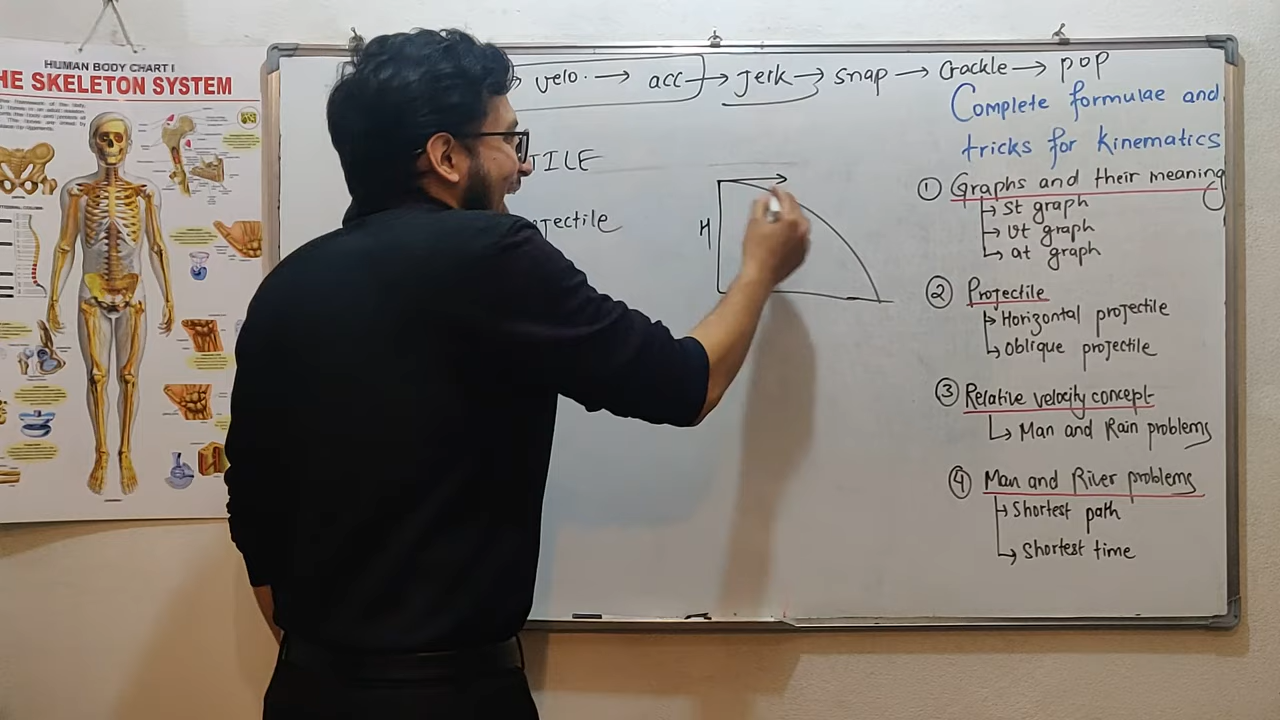 HUMAN BODY CHART I
HE SKELETON SYSTEM
velo. → acc → Jerk → Snap → Crackle → pop
Complete formulae and
tricks for kinematics
TILE
jectile
H
① Graphs and their meaning
st graph
vt graph
at graph
② Projectile
Horizontal projectile
Oblique projectile
③ Relative velocity concept
Man and Rain problems
④ Man and River problems
Shortest path
Shortest time